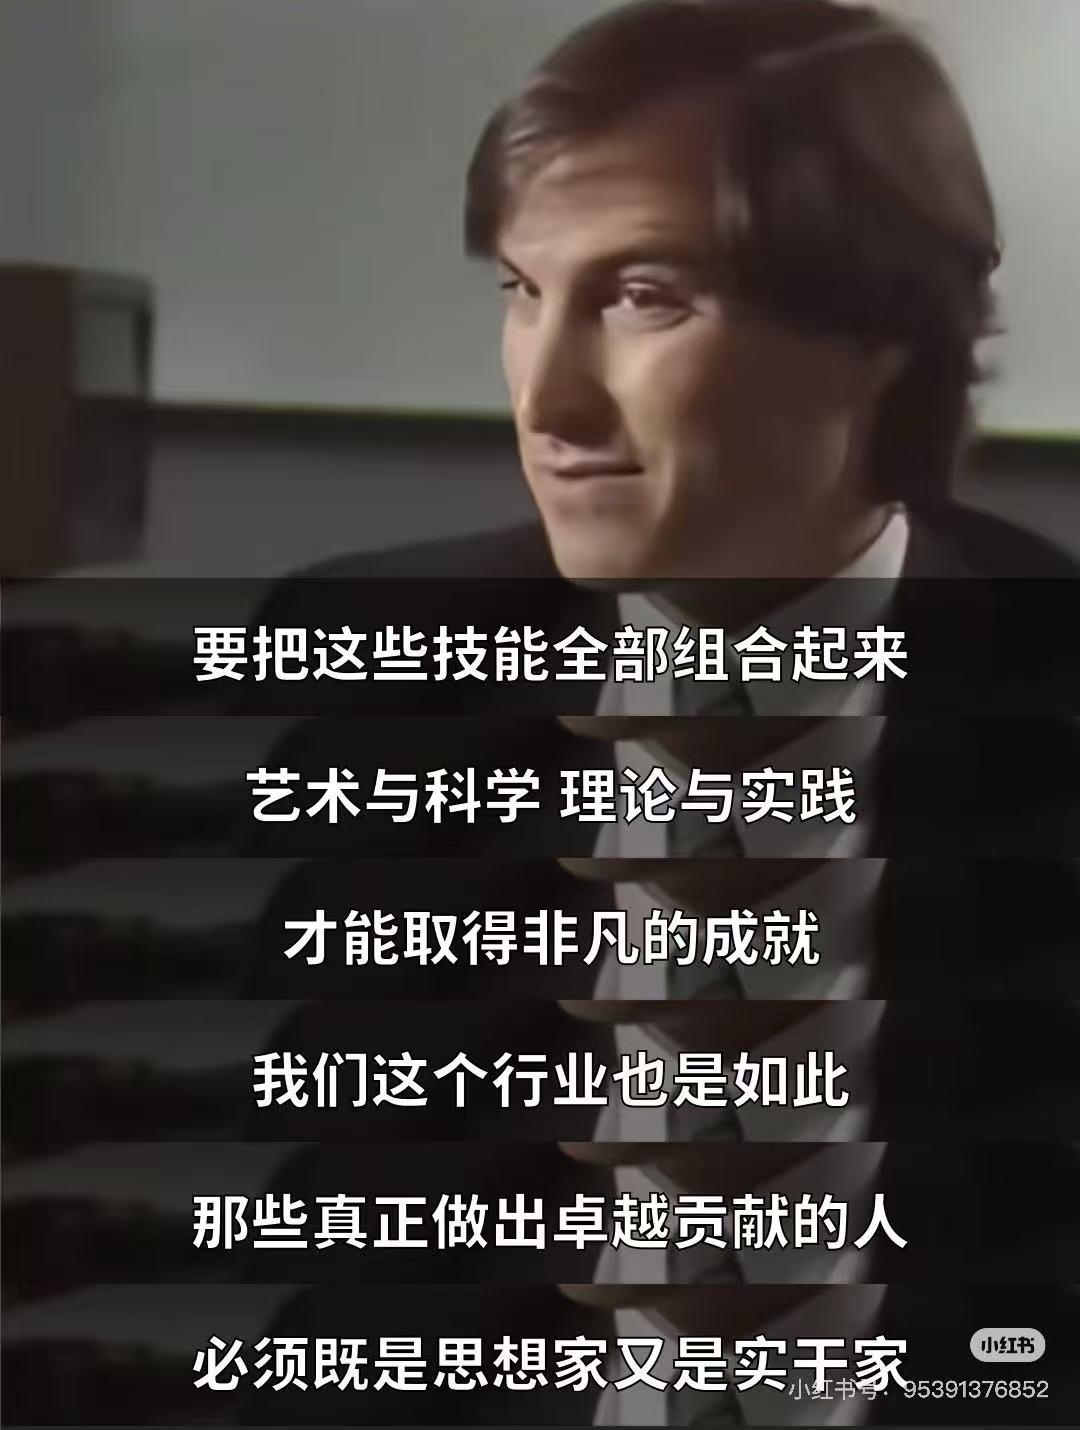 要把这些技能全部组合起来
艺术与科学 理论与实践
才能取得非凡的成就
我们这个行业也是如此
那些真正做出卓越贡献的人
必须既是思想家又是实干家
小红书
小红书号：95391376852